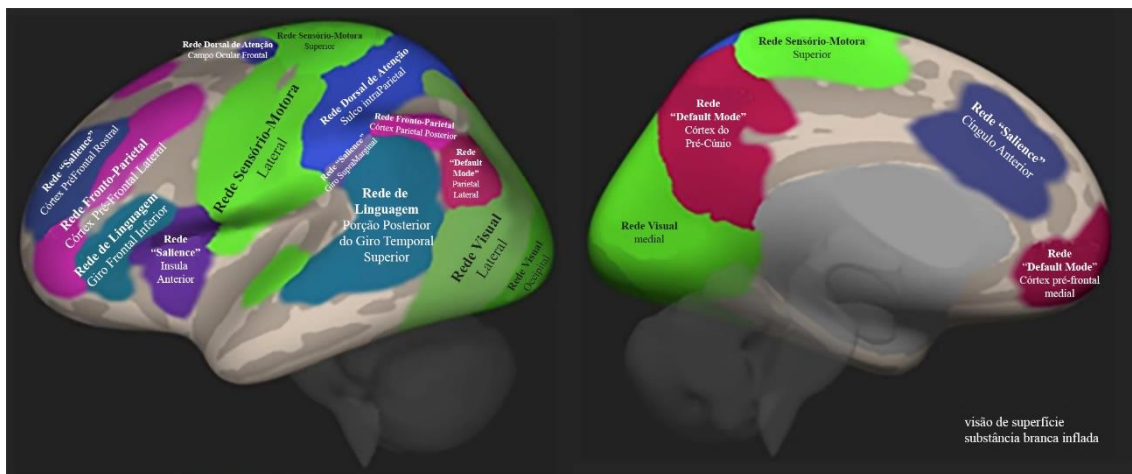 Rede Dorsal de Atenção
Campo Ocular Frontal
Rede Sensório-Motora
Superior
Rede Dorsal de Atenção
Sulco intraParietal
Rede "Salience"
Córtex PréFrontal Rostral
Rede Fronto-Parietal
Córtex Pré-Frontal Lateral
Rede Sensório-Motora
Lateral
Rede Fronto-Parietal
Córtex Parietal Posterior
Rede "Salience"
Giro SupraMarginal
Rede
"Default
Mode"
Parietal
Lateral
Rede de Linguagem
Giro Frontal Inferior
Rede
"Salience"
Insula
Anterior
Rede de
Linguagem
Porção Posterior
do Giro Temporal
Superior
Rede Visual
Lateral
Rede Visual
Occipital
Rede Sensório-Motora
Superior
Rede
"Default Mode"
Córtex do
Pré-Cúnio
Rede "Salience"
Cíngulo Anterior
Rede Visual
medial
Rede
"Default Mode"
Córtex pré-frontal
medial
visão de superfície
substância branca inflada